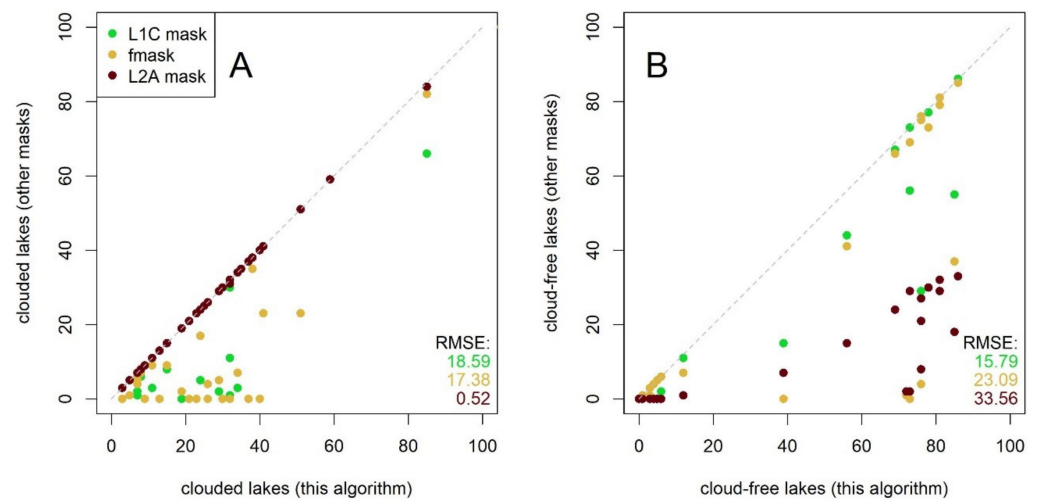 L1C mask
fmask
L2A mask
A
100
80
60
40
20
0
clouded lakes (other masks)
RMSE:
18.59
17.38
0.52
0 20 40 60 80 100
clouded lakes (this algorithm)
B
100
80
60
40
20
0
cloud-free lakes (other masks)
RMSE:
15.79
23.09
33.56
0 20 40 60 80 100
cloud-free lakes (this algorithm)